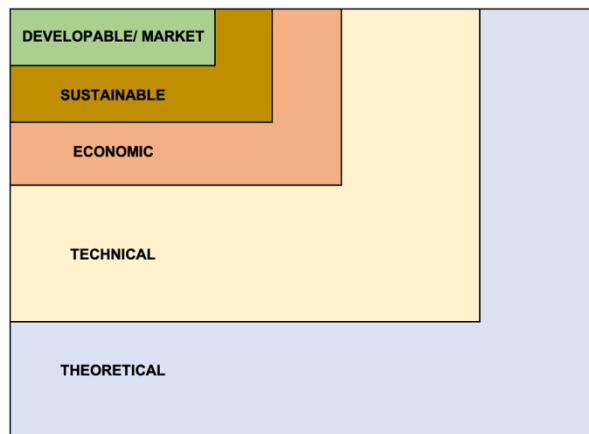 DEVELOPABLE/ MARKET
SUSTAINABLE
ECONOMIC
TECHNICAL
THEORETICAL